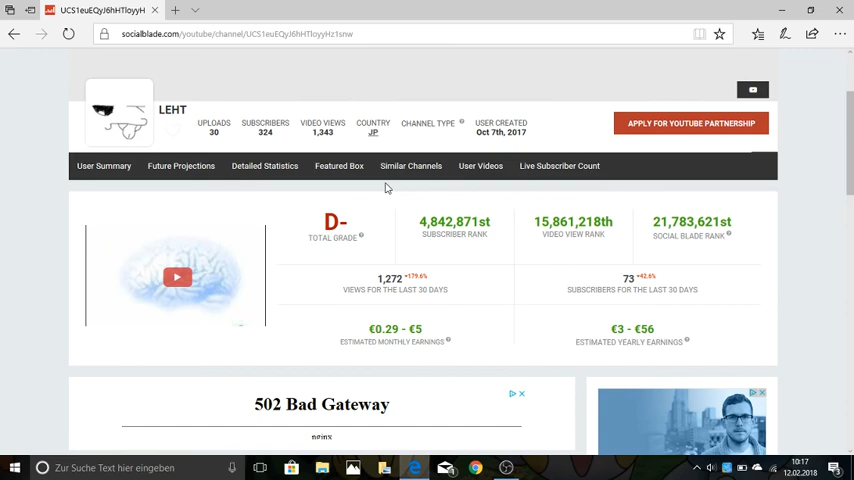 UCS1euEQyJ6hHTloyyH
socialblade.com/youtube/channel/UCS1euEQyJ6hHTloyyHz1snw
LEHT
UPLOADS
30
SUBSCRIBERS
324
VIDEO VIEWS
1,343
COUNTRY
JP
CHANNEL TYPE
USER CREATED
Oct 7th, 2017
APPLY FOR YOUTUBE PARTNERSHIP
User Summary
Future Projections
Detailed Statistics
Featured Box
Similar Channels
User Videos
Live Subscriber Count
D-
TOTAL GRADE
4,842,871st
SUBSCRIBER RANK
15,861,218th
VIDEO VIEW RANK
21,783,621st
SOCIAL BLADE RANK
1,272 +179.6%
VIEWS FOR THE LAST 30 DAYS
73 +42.6%
SUBSCRIBERS FOR THE LAST 30 DAYS
€0.29 - €5
ESTIMATED MONTHLY EARNINGS
€3 - €56
ESTIMATED YEARLY EARNINGS
502 Bad Gateway
nginx
Zur Suche Text hier eingeben
10:17
12.02.2018